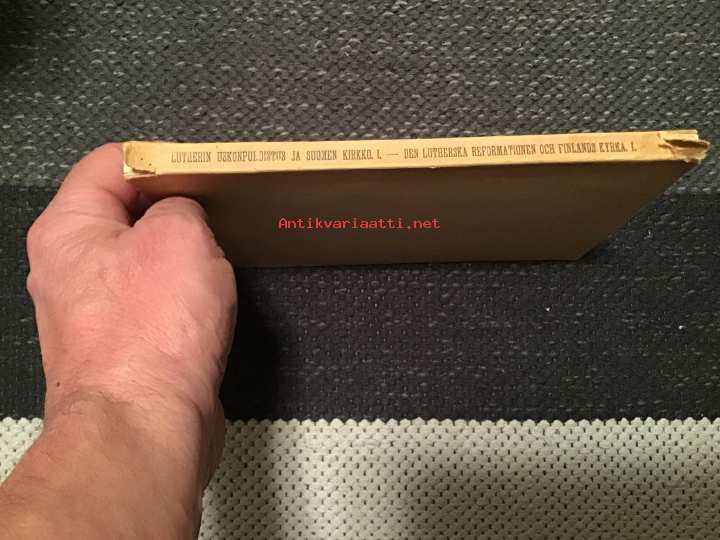 LUTHERIN USKONPUHDISTUS JA SUOMEN KIRKKO. I. — DEN LUTHERSKA REFORMATIONEN OCH FINLANDS KYRKA. I.
Antikvariaatti.net